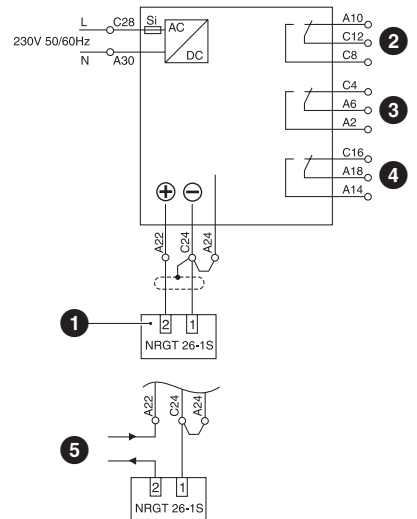 L C28 Si AC
230V 50/60Hz
N A30 DC
A10
C12 2
C8
C4
A6 3
A2
C16
A18 4
A14
+ −
A22 C24 A24
1 2 1
NRGT 26-1S
A22 C24 A24
5
2 1
NRGT 26-1S